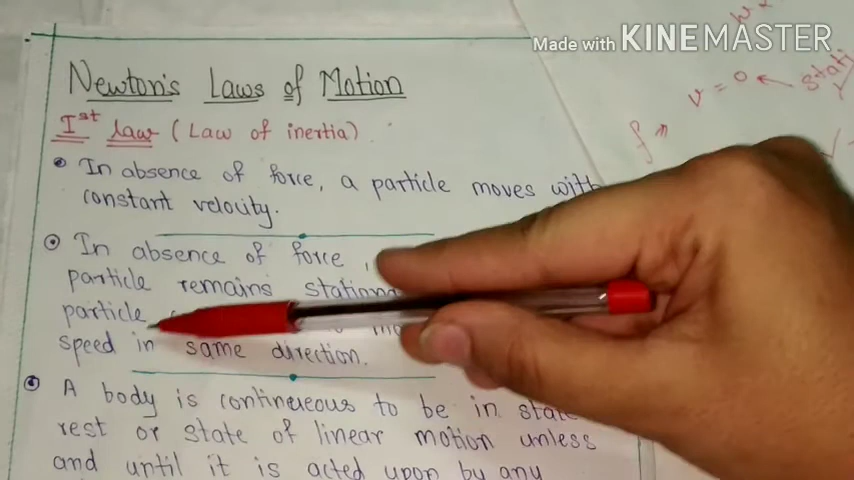 Made with KINEMASTER
Newton's Laws of Motion
Ist law (Law of inertia)
In absence of force, a particle moves with
constant velocity.
In absence of force,
particle remains
particle
speed in same direction.
A body is continueous to be in state
rest or state of linear motion unless
and until it is acted upon by any
v = 0